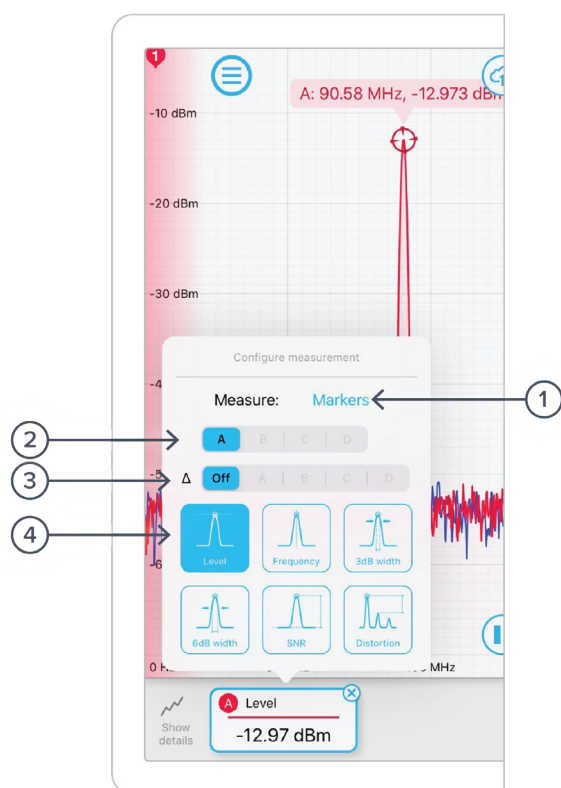 1
A: 90.58 MHz, -12.973 dBm
-10 dBm
-20 dBm
-30 dBm
Configure measurement
Measure: Markers
1
2
A B C D
3
Δ Off A B C D
4
Level Frequency 3dB width
6dB width SNR Distortion
MHz
Show
details
A Level
-12.97 dBm